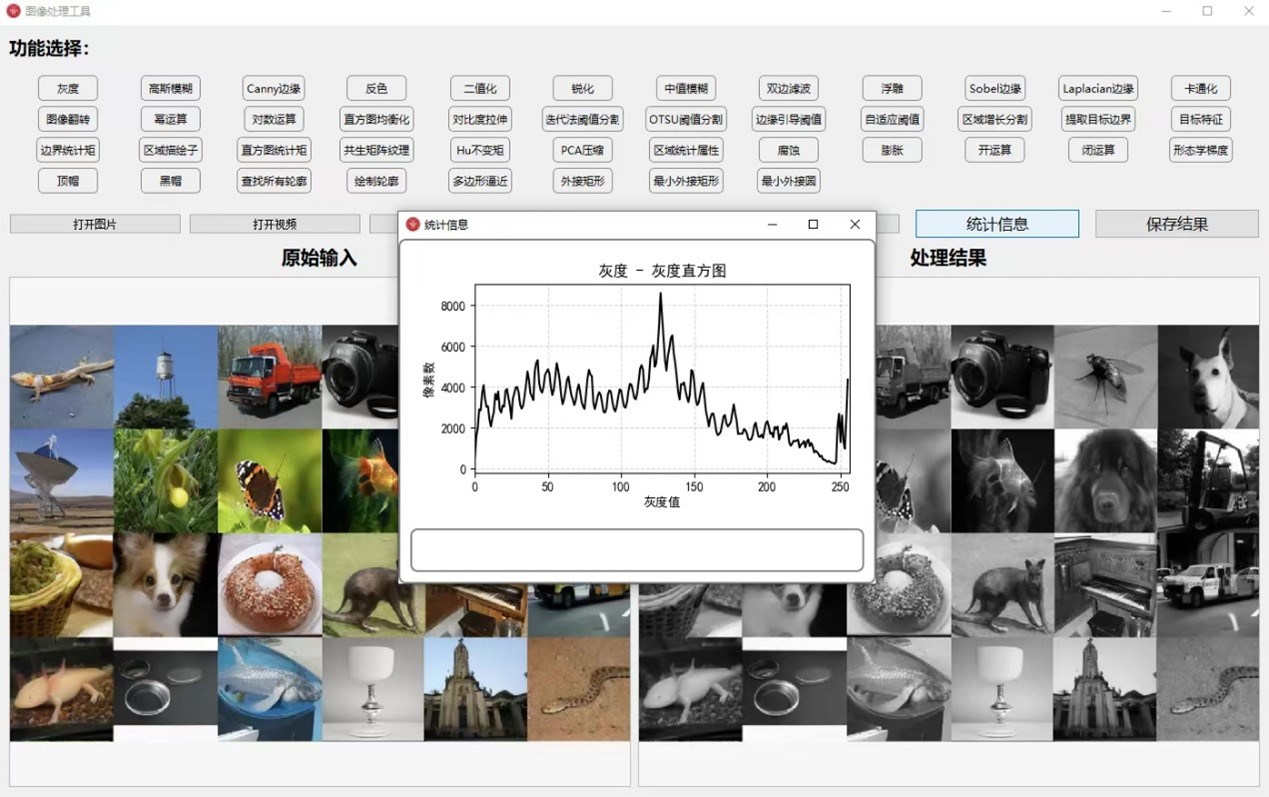 图像处理工具
功能选择：
灰度 高斯模糊 Canny边缘 反色 二值化 锐化 中值模糊 双边滤波 浮雕 Sobel边缘 Laplacian边缘 卡通化
图像翻转 幂运算 对数运算 直方图均衡化 对比度拉伸 迭代法阈值分割 OTSU阈值分割 边缘引导阈值 自适应阈值 区域增长分割 提取目标边界 目标特征
边界统计矩 区域描绘子 直方图统计矩 共生矩阵纹理 Hu不变矩 PCA压缩 区域统计属性 腐蚀 膨胀 开运算 闭运算 形态学梯度
顶帽 黑帽 查找所有轮廓 绘制轮廓 多边形逼近 外接矩形 最小外接矩形 最小外接圆
打开图片 打开视频 统计信息 保存结果
原始输入 处理结果
统计信息
灰度 - 灰度直方图
像素数
8000
6000
4000
2000
0
0 50 100 150 200 250
灰度值